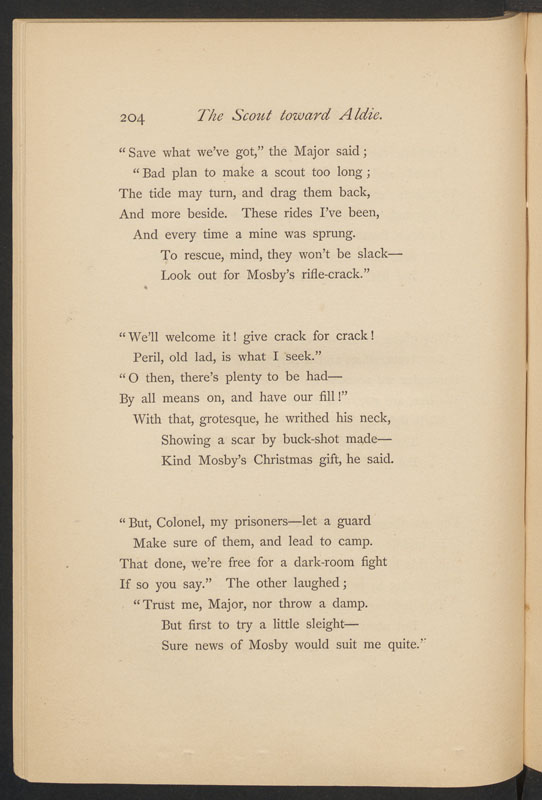 204 The Scout toward Aldie.
“Save what we’ve got,” the Major said;
“Bad plan to make a scout too long;
The tide may turn, and drag them back,
And more beside. These rides I’ve been,
And every time a mine was sprung.
To rescue, mind, they won’t be slack—
Look out for Mosby’s rifle-crack.”
“We’ll welcome it! give crack for crack!
Peril, old lad, is what I seek.”
“O then, there’s plenty to be had—
By all means on, and have our fill!”
With that, grotesque, he writhed his neck,
Showing a scar by buck-shot made—
Kind Mosby’s Christmas gift, he said.
“But, Colonel, my prisoners—let a guard
Make sure of them, and lead to camp.
That done, we’re free for a dark-room fight
If so you say.” The other laughed;
“Trust me, Major, nor throw a damp.
But first to try a little sleight—
Sure news of Mosby would suit me quite.”